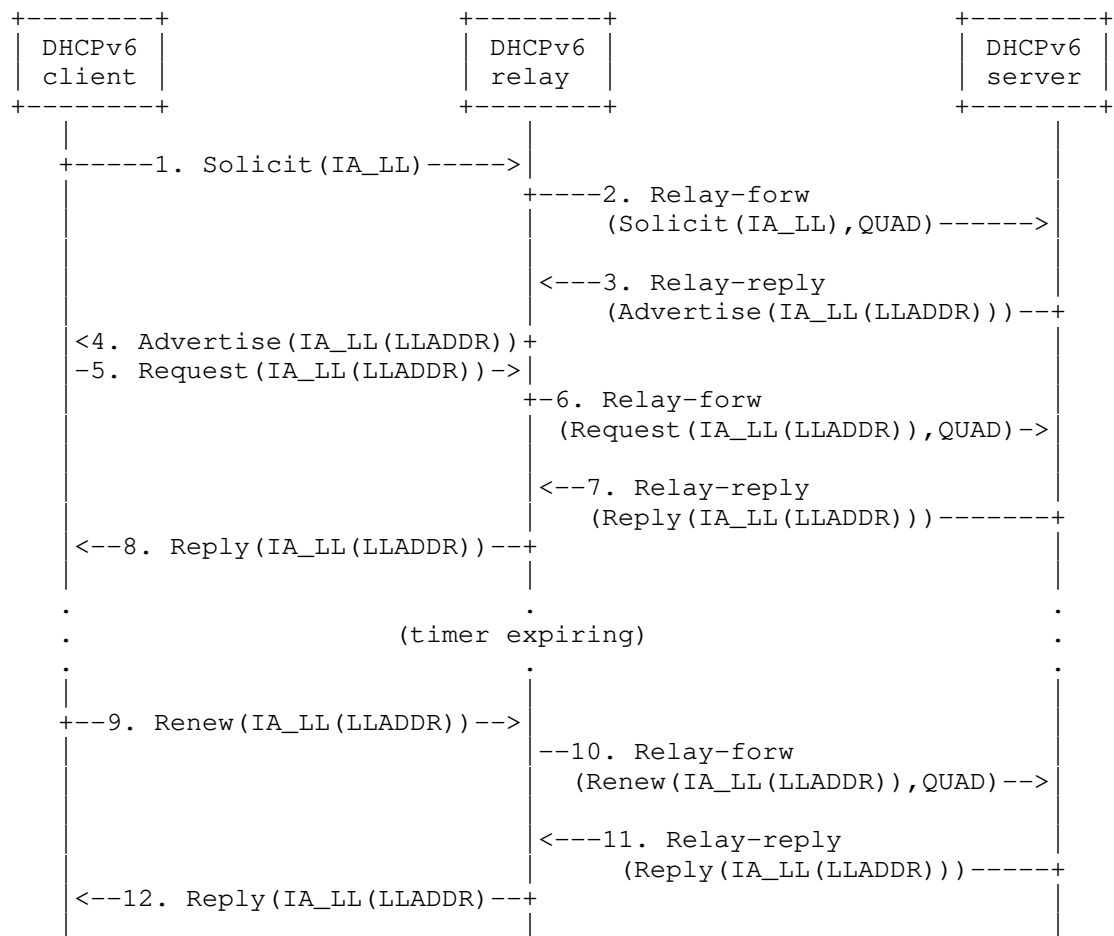 DHCPv6 DHCPv6 DHCPv6
client relay server
1. Solicit(IA_LL)
2. Relay-forw
(Solicit(IA_LL),QUAD)
3. Relay-reply
(Advertise(IA_LL(LLADDR)))
4. Advertise(IA_LL(LLADDR))
5. Request(IA_LL(LLADDR))
6. Relay-forw
(Request(IA_LL(LLADDR)),QUAD)
7. Relay-reply
(Reply(IA_LL(LLADDR)))
8. Reply(IA_LL(LLADDR))
(timer expiring)
9. Renew(IA_LL(LLADDR))
10. Relay-forw
(Renew(IA_LL(LLADDR)),QUAD)
11. Relay-reply
(Reply(IA_LL(LLADDR)))
12. Reply(IA_LL(LLADDR)